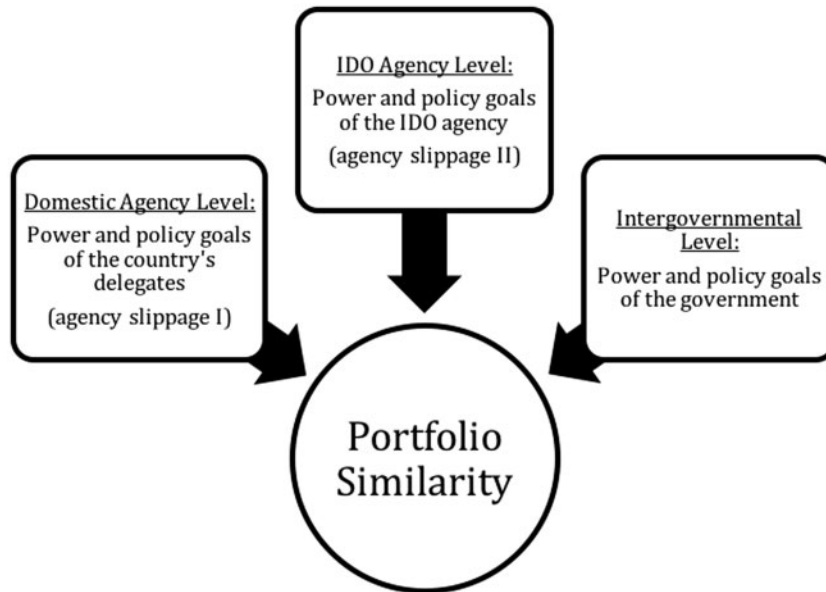 IDO Agency Level:
Power and policy goals
of the IDO agency
(agency slippage II)
Domestic Agency Level:
Power and policy goals
of the country's
delegates
(agency slippage I)
Intergovernmental
Level:
Power and policy goals
of the government
Portfolio
Similarity